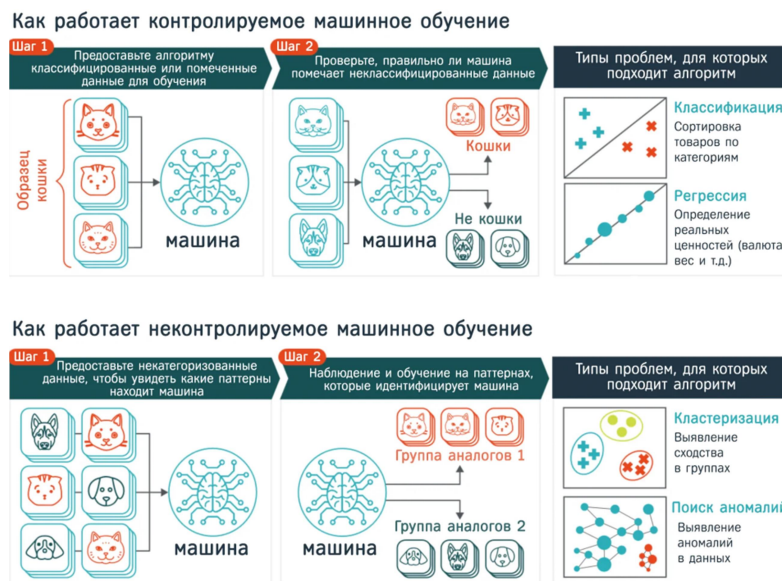 Как работает контролируемое машинное обучение
Шаг 1
Предоставьте алгоритму
классифицированные или помеченные
данные для обучения
Шаг 2
Проверьте, правильно ли машина
помечает неклассифицированные данные
Типы проблем, для которых
подходит алгоритм
Образец
кошки
машина
машина
Кошки
Не кошки
Классификация
Сортировка
товаров по
категориям
Регрессия
Определение
реальных
ценностей (валюта
вес и т.д.)
Как работает неконтролируемое машинное обучение
Шаг 1
Предоставьте некатегоризованные
данные, чтобы увидеть какие паттерны
находит машина
Шаг 2
Наблюдение и обучение на паттернах,
которые идентифицирует машина
Типы проблем, для которых
подходит алгоритм
машина
машина
Группа аналогов 1
Группа аналогов 2
Кластеризация
Выявление
сходства
в группах
Поиск аномалий
Выявление
аномалий
в данных